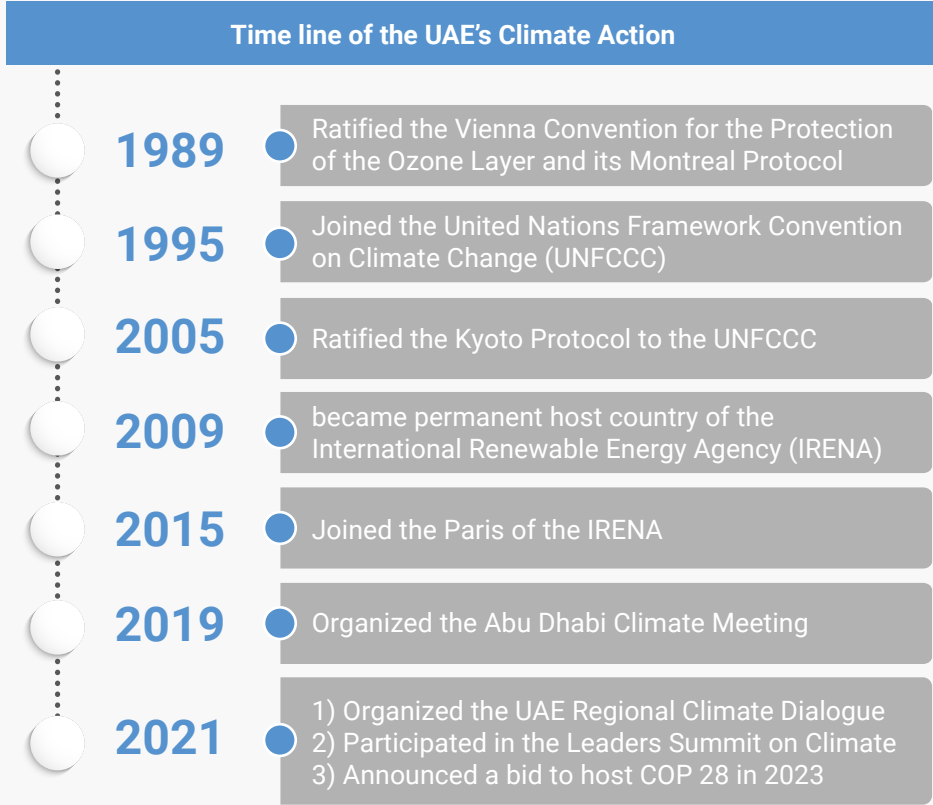 Time line of the UAE's Climate Action
1989
Ratified the Vienna Convention for the Protection
of the Ozone Layer and its Montreal Protocol
1995
Joined the United Nations Framework Convention
on Climate Change (UNFCCC)
2005
Ratified the Kyoto Protocol to the UNFCCC
2009
became permanent host country of the
International Renewable Energy Agency (IRENA)
2015
Joined the Paris of the IRENA
2019
Organized the Abu Dhabi Climate Meeting
2021
1) Organized the UAE Regional Climate Dialogue
2) Participated in the Leaders Summit on Climate
3) Announced a bid to host COP 28 in 2023